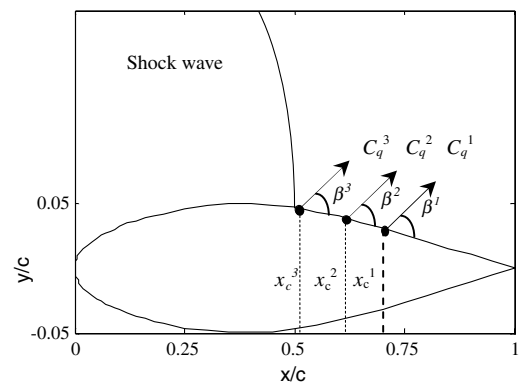 Shock wave
C_q^3 C_q^2 C_q^1
β^3 β^2 β^1
0.05
0
-0.05
y/c
x_c^3 x_c^2 x_c^1
0 0.25 0.5 0.75 1
x/c